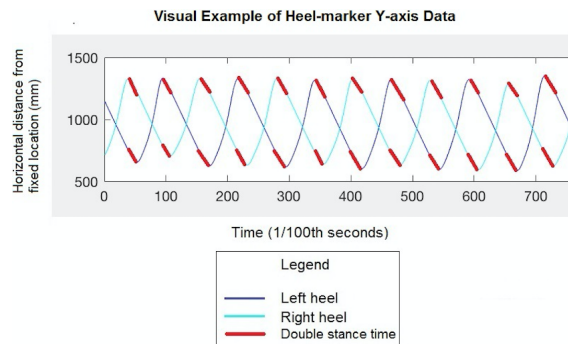 Visual Example of Heel-marker Y-axis Data
Horizontal distance from
fixed location (mm)
1500
1000
500
0
100
200
300
400
500
600
700
Time (1/100th seconds)
Legend
Left heel
Right heel
Double stance time